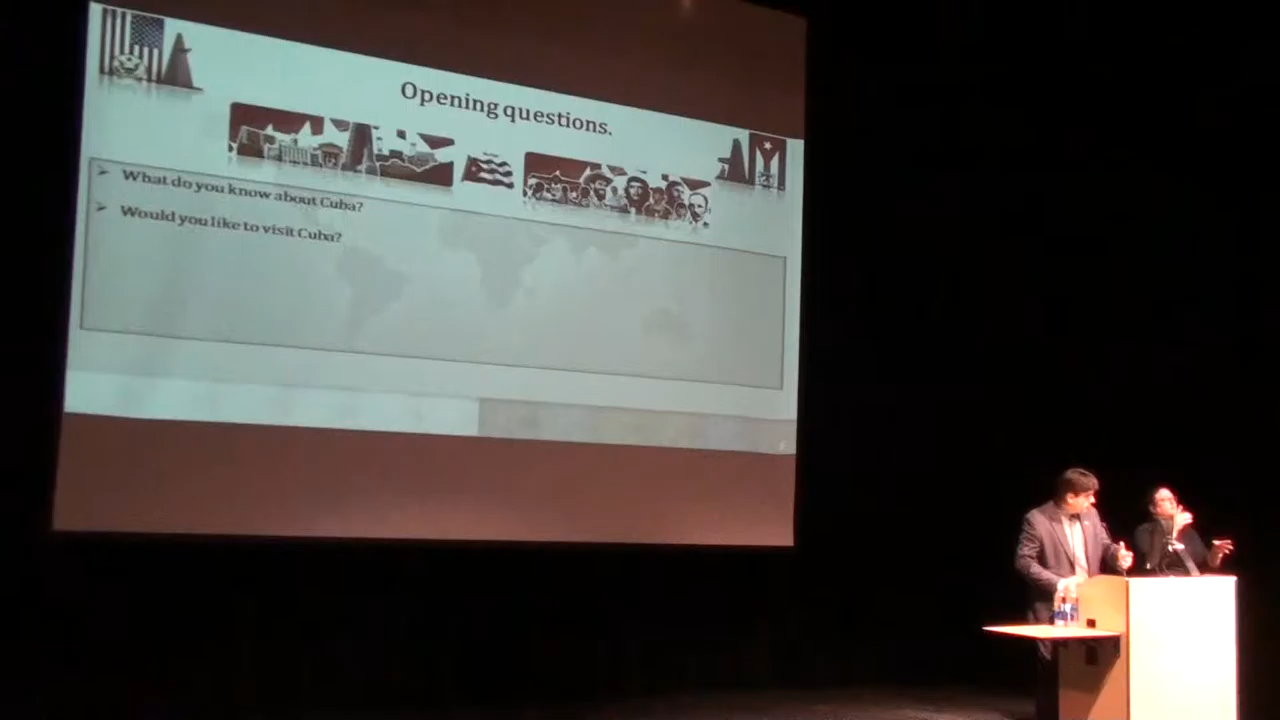 Opening questions.
➢ What do you know about Cuba?
➢ Would you like to visit Cuba?